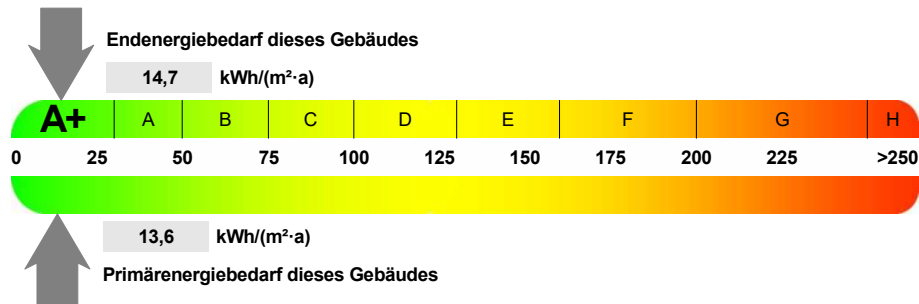 Endenergiebedarf dieses Gebäudes
14,7 kWh/(m²·a)
A+ A B C D E F G H
0 25 50 75 100 125 150 175 200 225 >250
13,6 kWh/(m²·a)
Primärenergiebedarf dieses Gebäudes